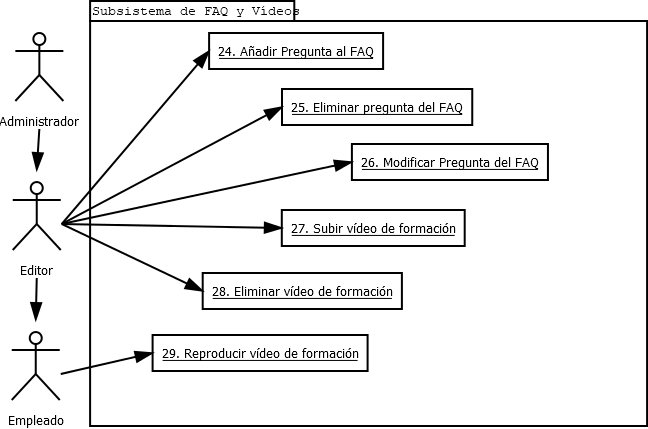 Subsistema de FAQ y Vídeos
24. Añadir Pregunta al FAQ
25. Eliminar pregunta del FAQ
Administrador
26. Modificar Pregunta del FAQ
27. Subir vídeo de formación
Editor
28. Eliminar vídeo de formación
29. Reproducir vídeo de formación
Empleado